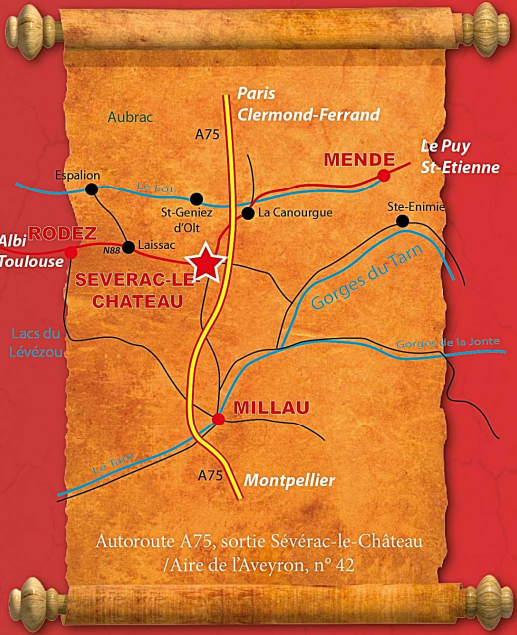 Paris
Clermond-Ferrand
Aubrac
A75
Le Puy
St-Etienne
MENDE
Espalion
Le Lot
St-Geniez
d'Olt
La Canourgue
Ste-Enimie
Albi
RODEZ
Toulouse
N88
Laissac
SEVERAC-LE-
CHATEAU
Gorges du Tarn
Lacs du
Lévézou
Gorges de la Jonte
MILLAU
Le Tarn
A75
Montpellier
Autoroute A75, sortie Sévérac-le-Château
/Aire de l'Aveyron, n° 42